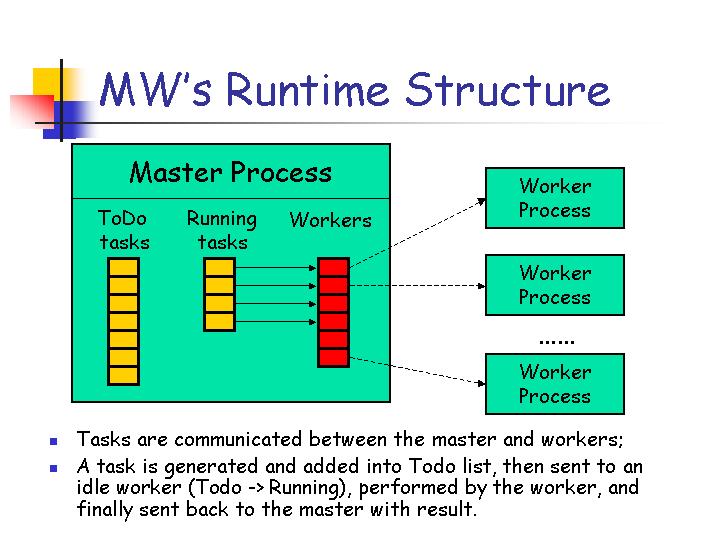 MW’s Runtime Structure
Master Process
ToDo
tasks
Running
tasks
Workers
Worker
Process
Worker
Process
……
Worker
Process
Tasks are communicated between the master and workers;
A task is generated and added into Todo list, then sent to an
idle worker (Todo -> Running), performed by the worker, and
finally sent back to the master with result.